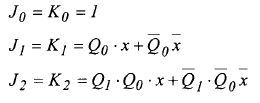 J₀ = K₀ = 1
J₁ = K₁ = Q₀ · x + Q̅₀ x̅
J₂ = K₂ = Q₁ · Q₀ · x + Q̅₁ · Q̅₀ x̅